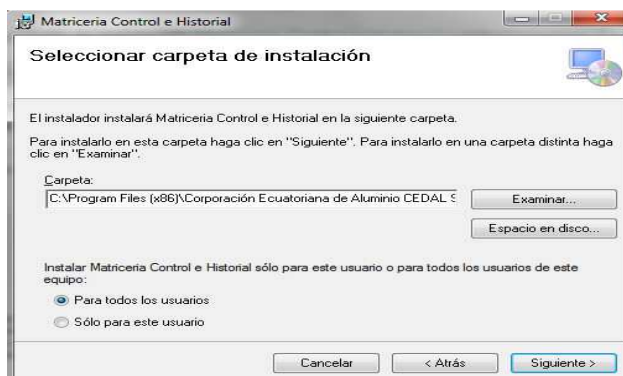 Matriceria Control e Historial
Seleccionar carpeta de instalación
El instalador instalará Matriceria Control e Historial en la siguiente carpeta.
Para instalarlo en esta carpeta haga clic en "Siguiente". Para instalarlo en una carpeta distinta haga
clic en "Examinar".
Carpeta:
C:\Program Files (x86)\Corporación Ecuatoriana de Aluminio CEDAL S
Examinar...
Espacio en disco...
Instalar Matriceria Control e Historial sólo para este usuario o para todos los usuarios de este
equipo:
Para todos los usuarios
Sólo para este usuario
Cancelar
< Atrás
Siguiente >